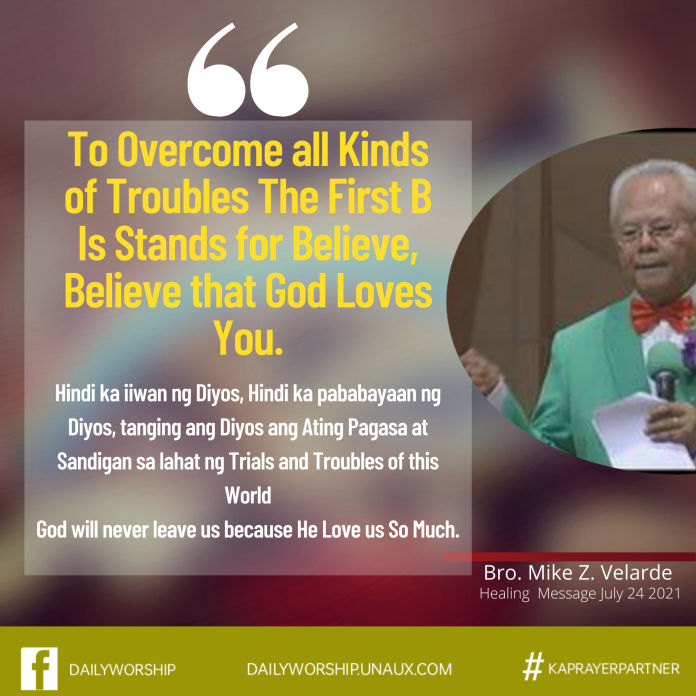 To Overcome all Kinds
of Troubles The First B
Is Stands for Believe,
Believe that God Loves
You.
Hindi ka iiwan ng Diyos, Hindi ka pababayaan ng
Diyos, tanging ang Diyos ang Ating Pagasa at
Sandigan sa lahat ng Trials and Troubles of this
World
God will never leave us because He Love us So Much.
Bro. Mike Z. Velarde
Healing Message July 24 2021
DAILYWORSHIP
DAILYWORSHIP.UNAUX.COM
#KAPRAYERPARTNER